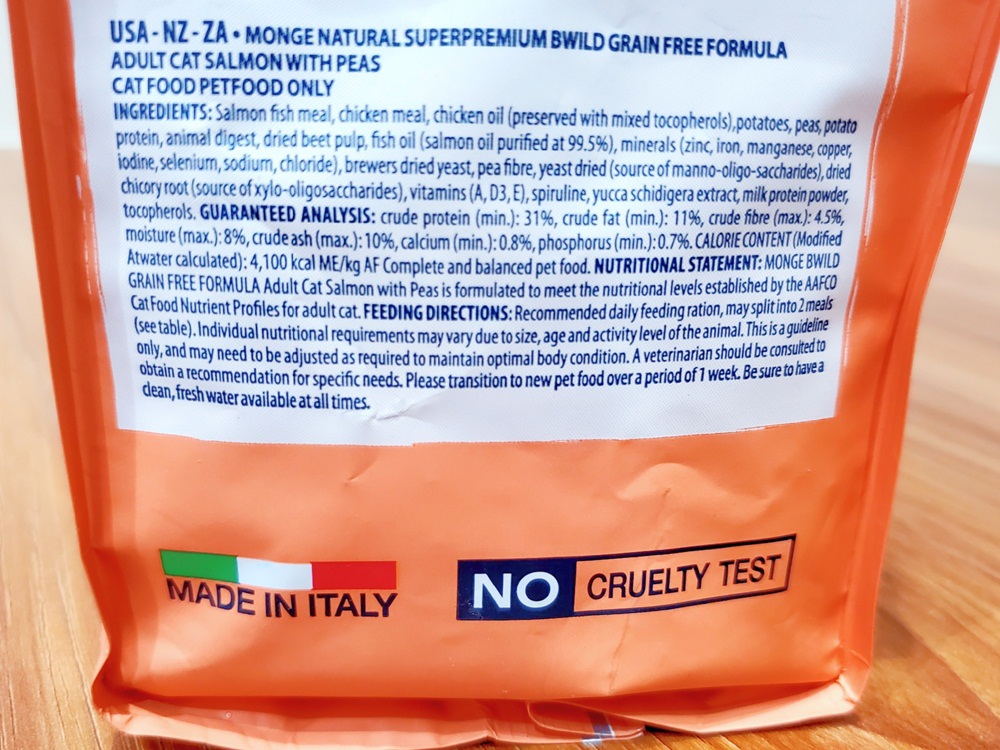 USA - NZ - ZA • MONGE NATURAL SUPERPREMIUM BWILD GRAIN FREE FORMULA
ADULT CAT SALMON WITH PEAS
CAT FOOD PETFOOD ONLY
INGREDIENTS: Salmon fish meal, chicken meal, chicken oil (preserved with mixed tocopherols),potatoes, peas, potato
protein, animal digest, dried beet pulp, fish oil (salmon oil purified at 99.5%), minerals (zinc, iron, manganese, copper,
iodine, selenium, sodium, chloride), brewers dried yeast, pea fibre, yeast dried (source of manno-oligo-saccharides), dried
chicory root (source of xylo-oligosaccharides), vitamins (A, D3, E), spiruline, yucca schidigera extract, milk protein powder,
tocopherols. GUARANTEED ANALYSIS: crude protein (min.): 31%, crude fat (min.): 11%, crude fibre (max.): 4.5%,
moisture (max.): 8%, crude ash (max.): 10%, calcium (min.): 0.8%, phosphorus (min.): 0.7%. CALORIE CONTENT (Modified
Atwater calculated): 4,100 kcal ME/kg AF Complete and balanced pet food. NUTRITIONAL STATEMENT: MONGE BWILD
GRAIN FREE FORMULA Adult Cat Salmon with Peas is formulated to meet the nutritional levels established by the AAFCO
Cat Food Nutrient Profiles for adult cat. FEEDING DIRECTIONS: Recommended daily feeding ration, may split into 2 meals
(see table). Individual nutritional requirements may vary due to size, age and activity level of the animal. This is a guideline
only, and may need to be adjusted as required to maintain optimal body condition. A veterinarian should be consulted to
obtain a recommendation for specific needs. Please transition to new pet food over a period of 1 week. Be sure to have a
clean, fresh water available at all times.
MADE IN ITALY
NO CRUELTY TEST